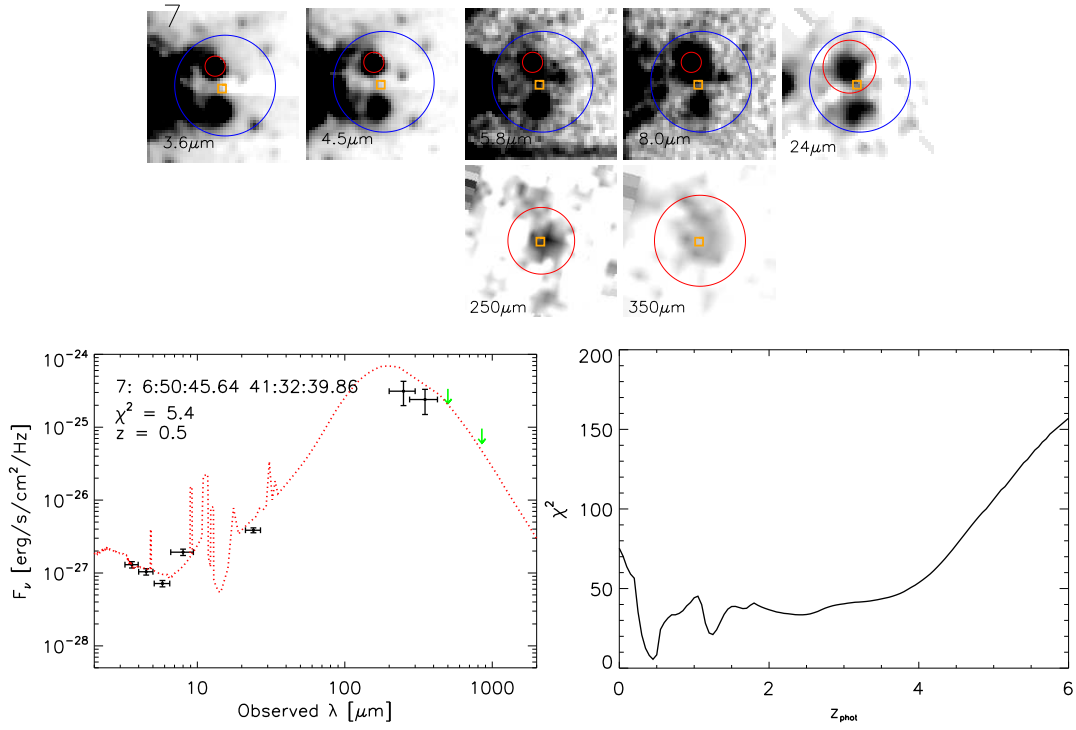 7
3.6μm
4.5μm
5.8μm
8.0μm
24μm
250μm
350μm
10⁻²⁴
10⁻²⁵
10⁻²⁶
10⁻²⁷
10⁻²⁸
F_ν [erg/s/cm²/Hz]
7: 6:50:45.64 41:32:39.86
χ² = 5.4
z = 0.5
10 100 1000
Observed λ [μm]
200
150
100
50
0
χ²
0 2 4 6
z_phot